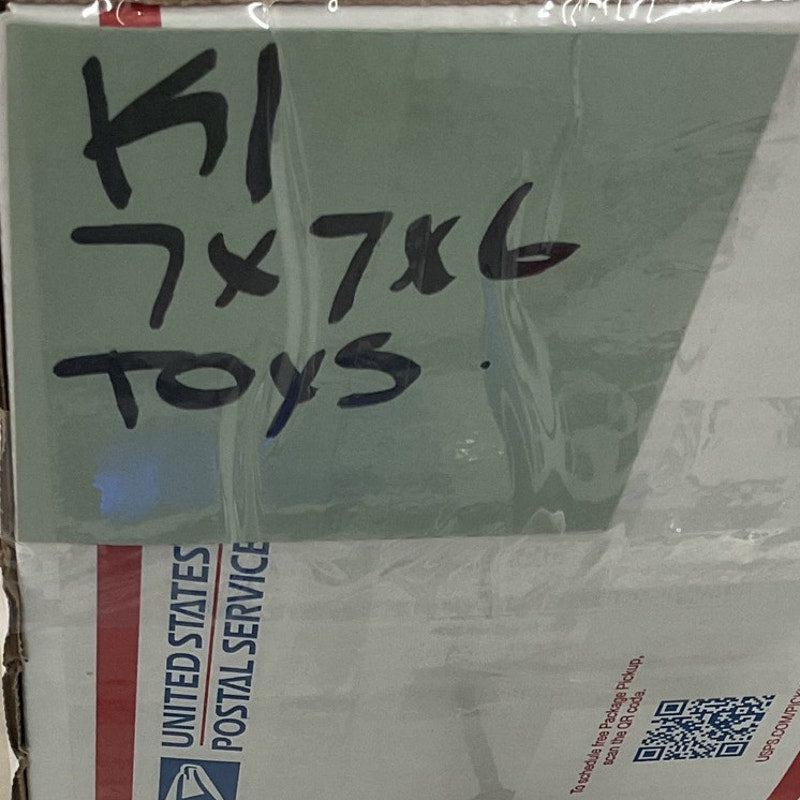 K1
7x7x6
TOYS.
UNITED STATES
POSTAL SERVICE
To schedule free Package Pickup,
scan the QR code.